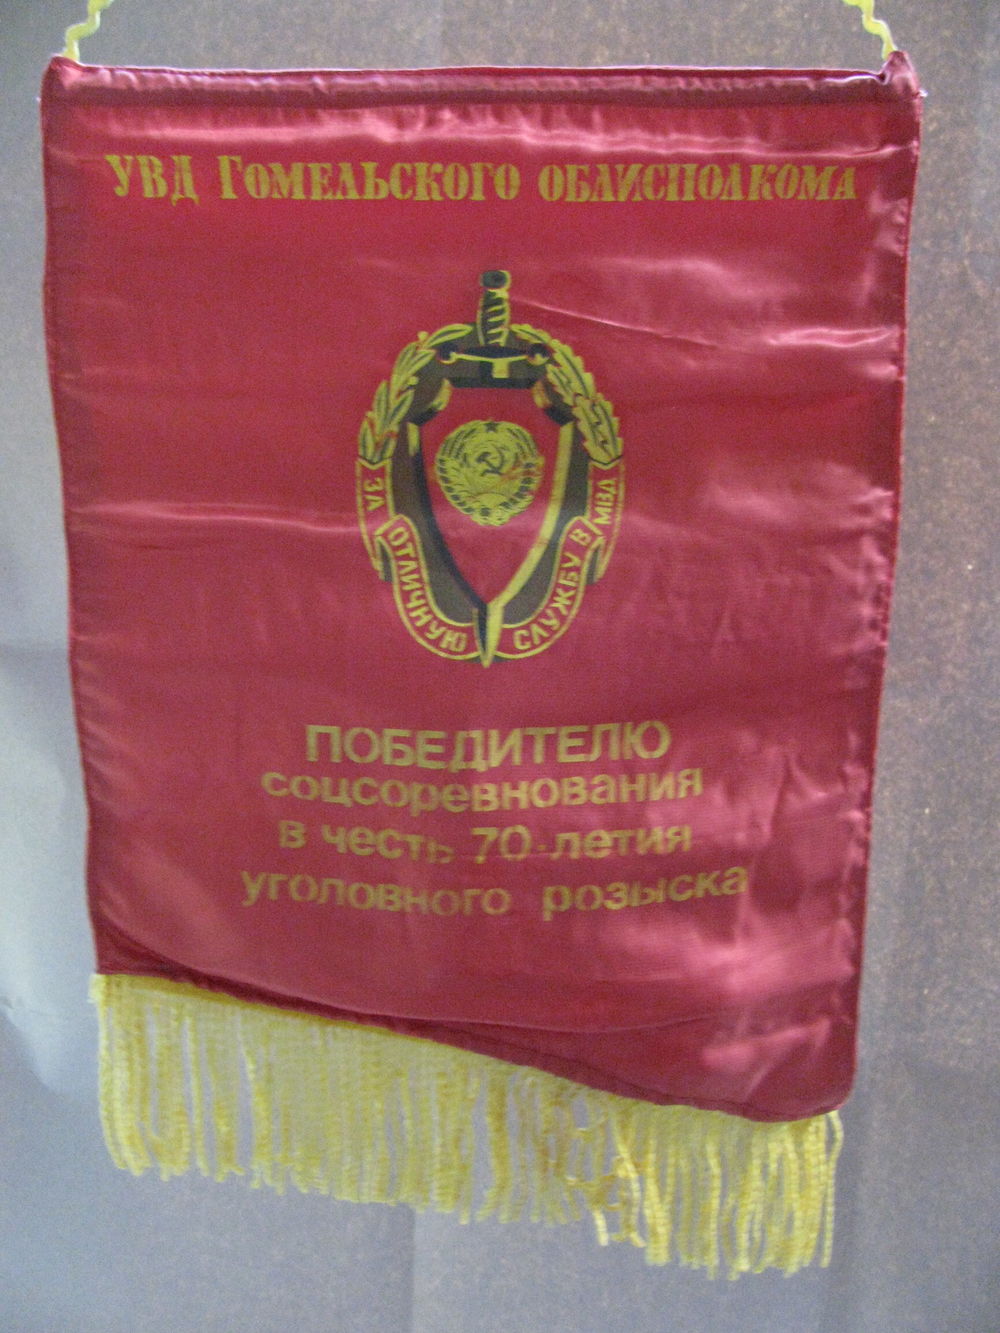 УВД Гомельского облисполкома
ЗА ОТЛИЧНУЮ СЛУЖБУ В МВД
ПОБЕДИТЕЛЮ
соцсоревнования
в честь 70-летия
уголовного розыска